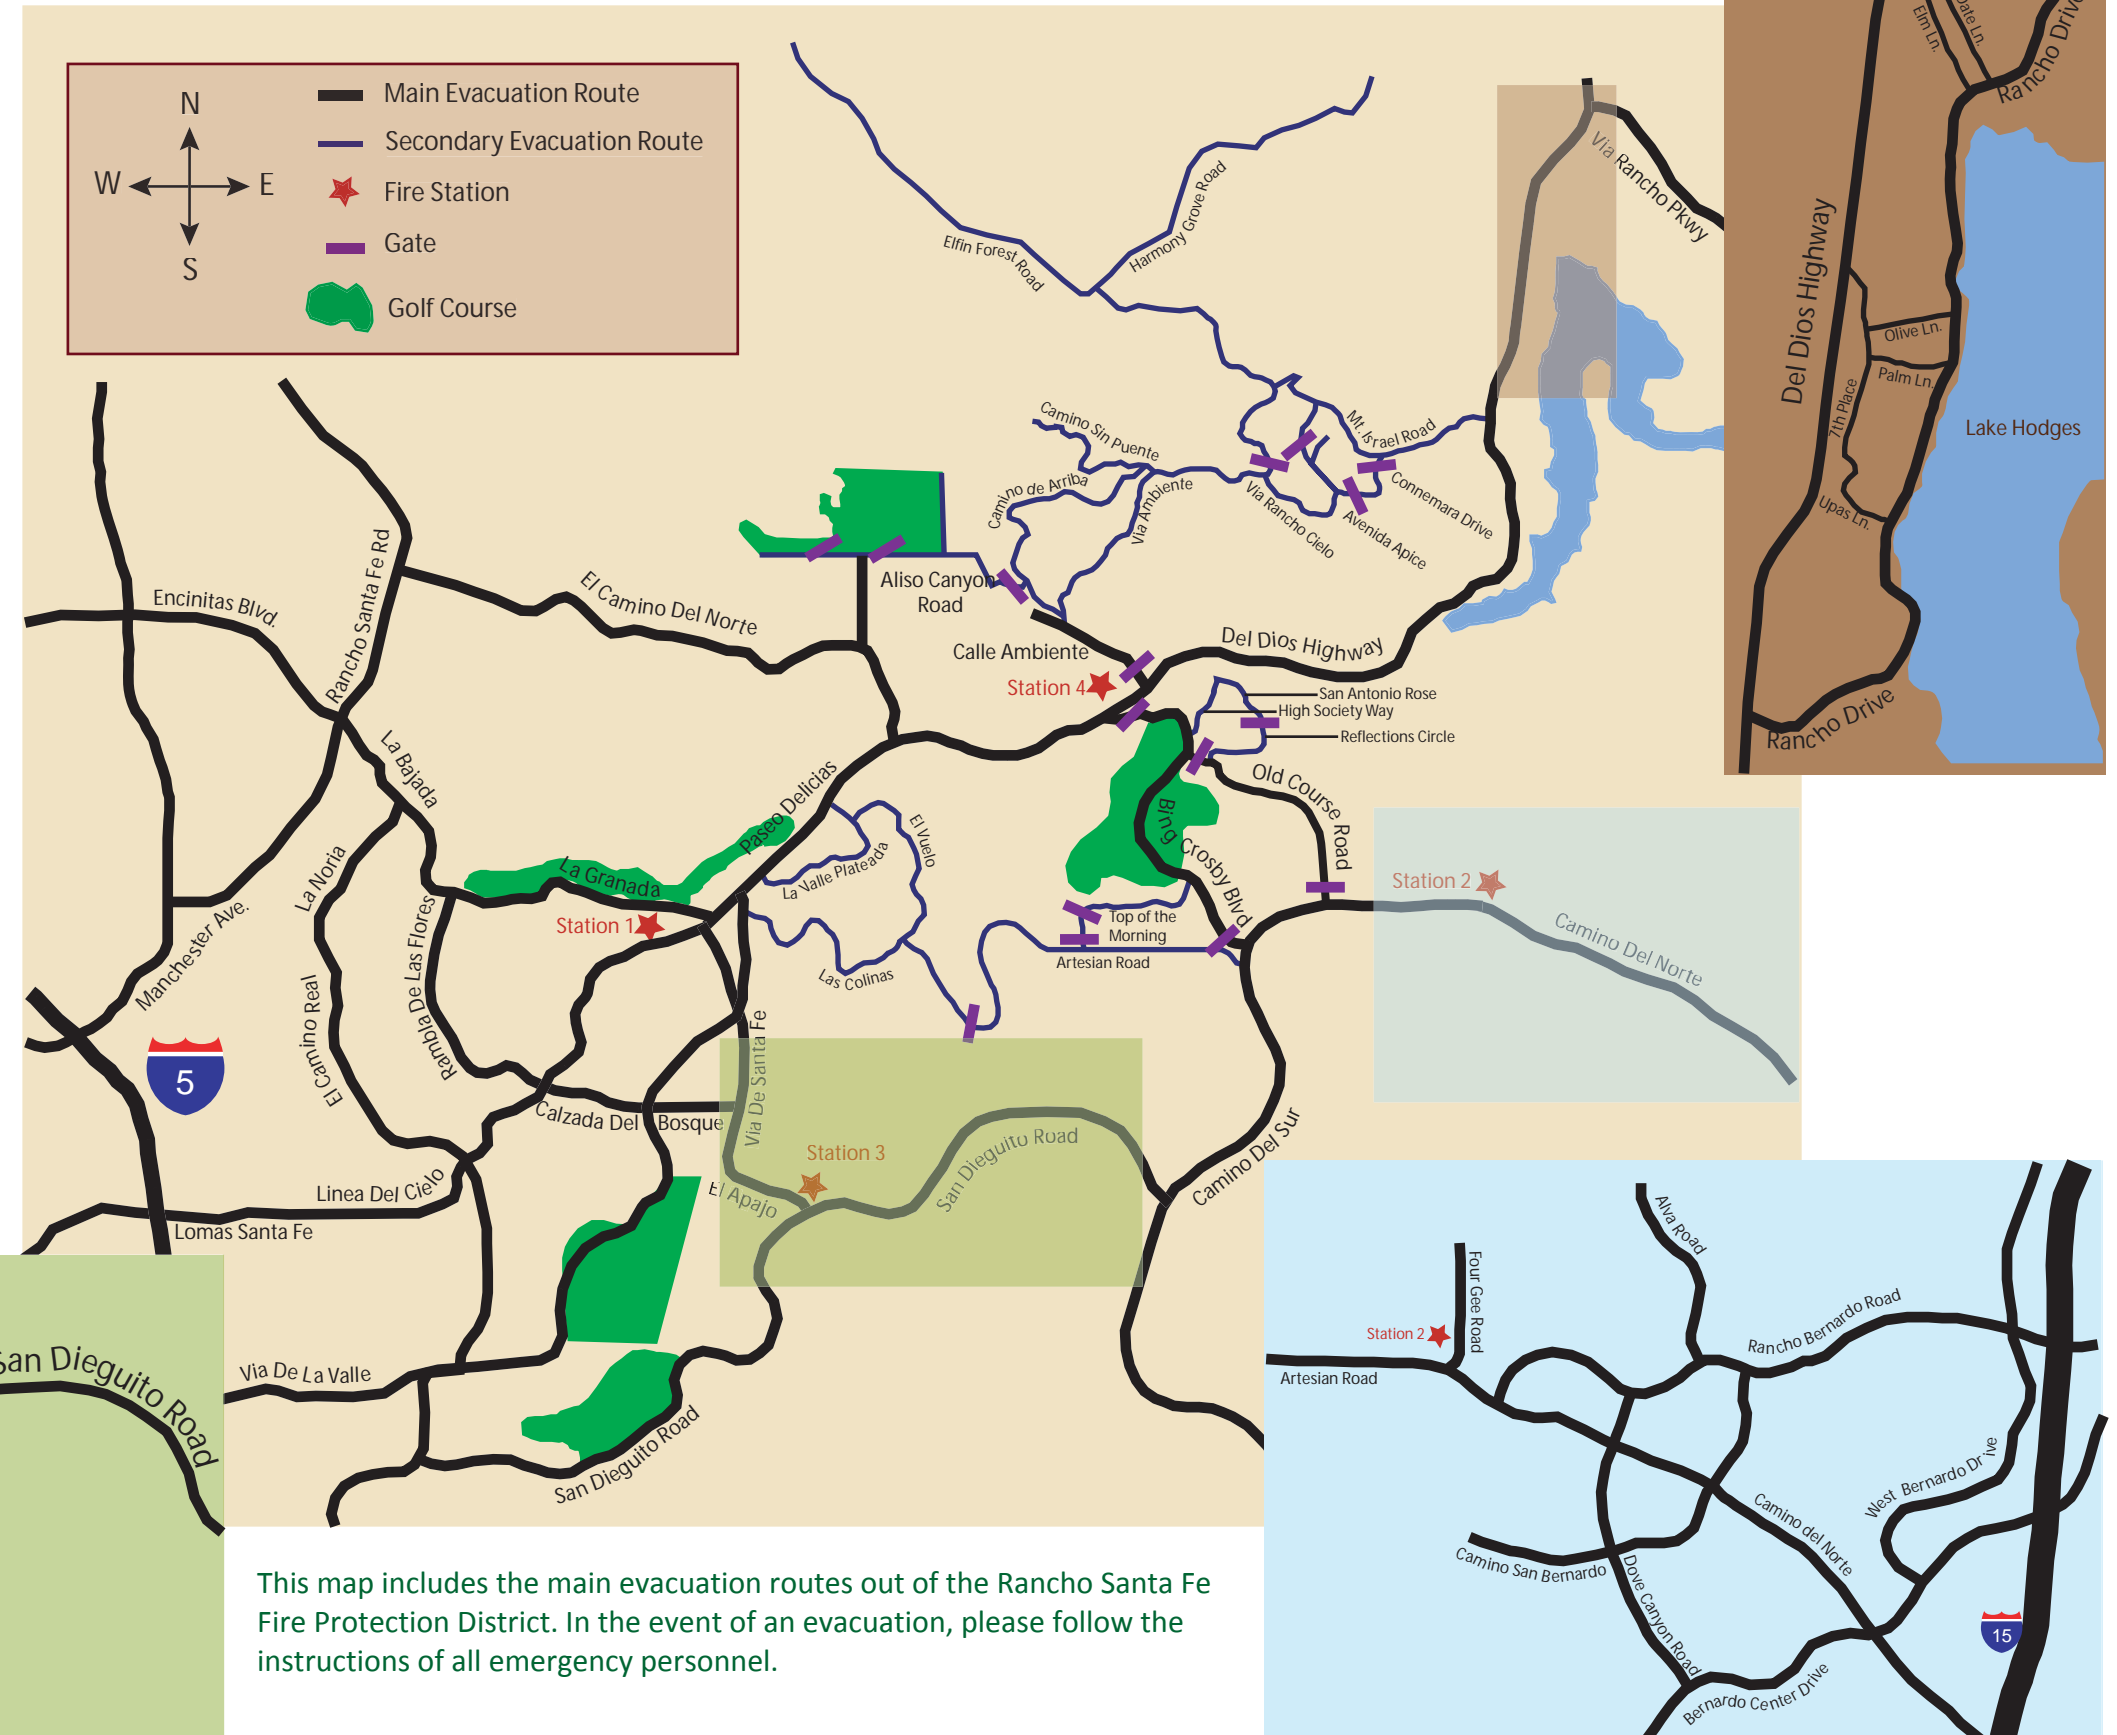 N
W
E
S
Main Evacuation Route
Secondary Evacuation Route
Fire Station
Gate
Golf Course
Elfin Forest Road
Harmony Grove Road
Via Rancho Pkwy
Camino Sin Puente
Mt. Israel Road
Camino de Arriba
Via Ambiente
Via Rancho Cielo
Avenida Apice
Connemara Drive
Encinitas Blvd.
Rancho Santa Fe Rd
El Camino Del Norte
Aliso Canyon
Road
Calle Ambiente
Del Dios Highway
Station 4
San Antonio Rose
High Society Way
Reflections Circle
La Bajada
Paseo Delicias
Old Course Road
Bing Crosby Blvd
El Vuelo
La Valle Plateada
La Granada
La Noria
Station 1
Station 2
Manchester Ave.
Rambla De Las Flores
Top of the
Morning
Artesian Road
Las Colinas
Camino Del Norte
El Camino Real
5
Via De Santa Fe
Calzada Del Bosque
Station 3
San Dieguito Road
El Apajo
Camino Del Sur
Linea Del Cielo
Lomas Santa Fe
Via De La Valle
San Dieguito Road
San Dieguito Road
Elm Ln.
Date Ln.
Rancho Drive
Del Dios Highway
Olive Ln.
Palm Ln.
7th Place
Lake Hodges
Upas Ln.
Rancho Drive
Alva Road
Four Gee Road
Station 2
Rancho Bernardo Road
Artesian Road
West Bernardo Drive
Camino del Norte
Camino San Bernardo
Dove Canyon Road
15
Bernardo Center Drive
This map includes the main evacuation routes out of the Rancho Santa Fe
Fire Protection District. In the event of an evacuation, please follow the
instructions of all emergency personnel.